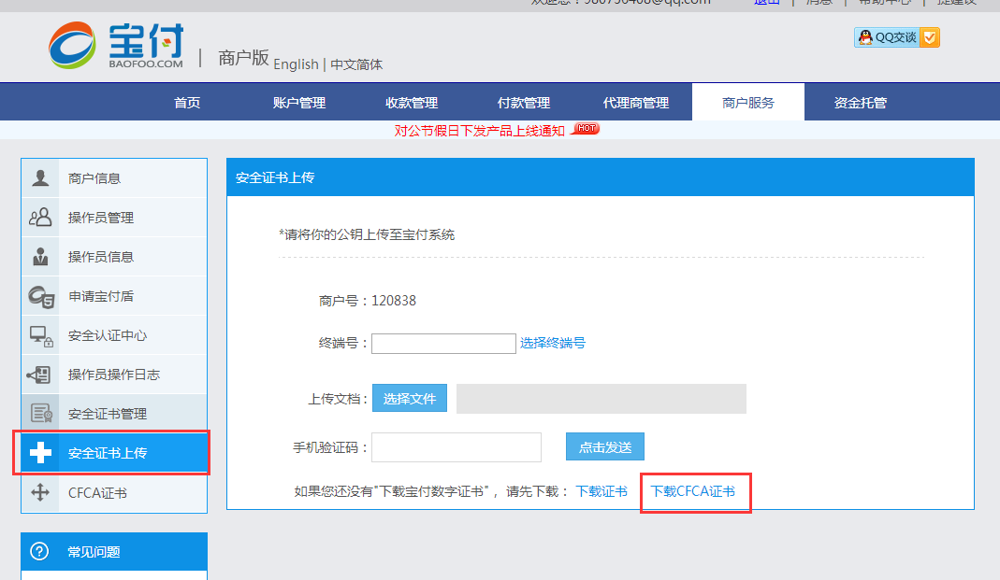 退出 | 消息 | 帮助中心 |
宝付
BAOFOO.COM
| 商户版 English | 中文简体
QQ交谈
首页 账户管理 收款管理 付款管理 代理商管理 商户服务 资金托管
对公节假日下发产品上线通知 HOT
商户信息
操作员管理
操作员信息
申请宝付盾
安全认证中心
操作员操作日志
安全证书管理
安全证书上传
CFCA证书
常见问题
安全证书上传
*请将你的公钥上传至宝付系统
商户号：120838
终端号： 选择终端号
上传文档: 选择文件
手机验证码： 点击发送
如果您还没有"下载宝付数字证书"，请先下载： 下载证书 下载CFCA证书